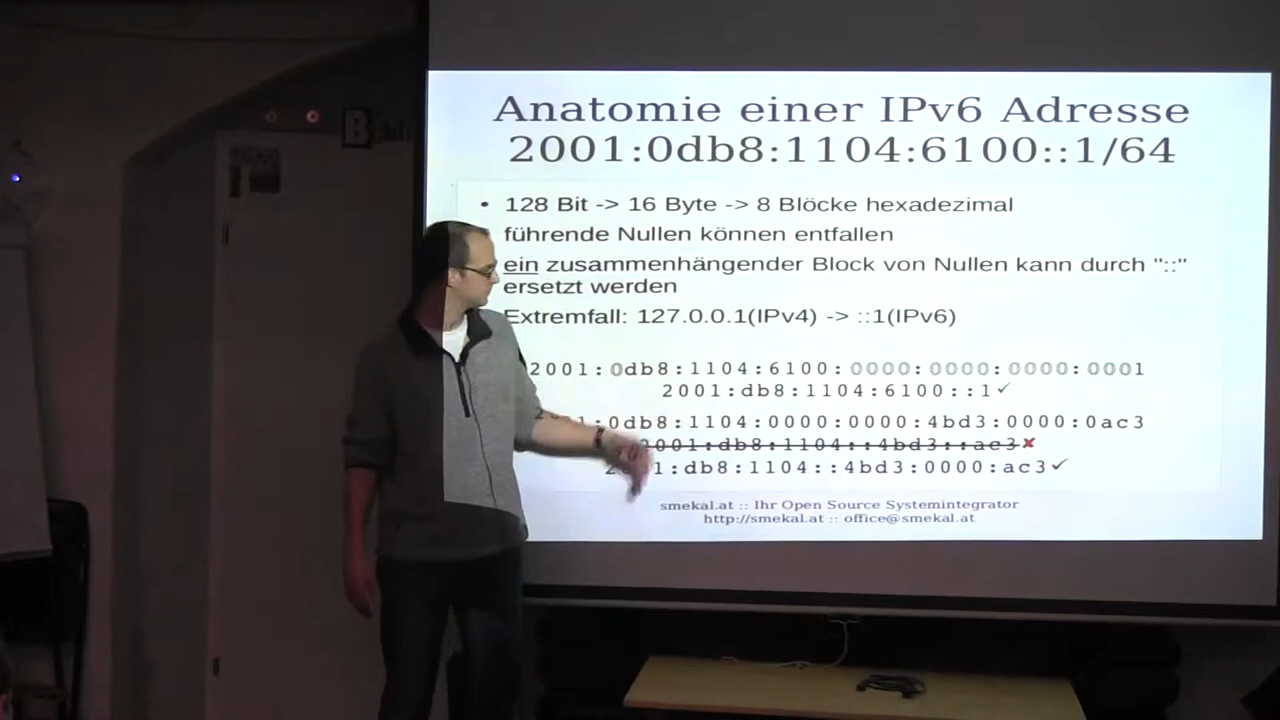 Anatomie einer IPv6 Adresse
2001:0db8:1104:6100::1/64
• 128 Bit -> 16 Byte -> 8 Blöcke hexadezimal
führende Nullen können entfallen
ein zusammenhängender Block von Nullen kann durch "::"
ersetzt werden
Extremfall: 127.0.0.1(IPv4) -> ::1(IPv6)
2001:0db8:1104:6100:0000:0000:0000:0001
2001:db8:1104:6100::1✓
:0db8:1104:0000:0000:4bd3:0000:0ac3
2001:db8:1104::4bd3::ac3✗
:db8:1104::4bd3:0000:ac3✓
smekal.at :: Ihr Open Source Systemintegrator
http://smekal.at :: office@smekal.at